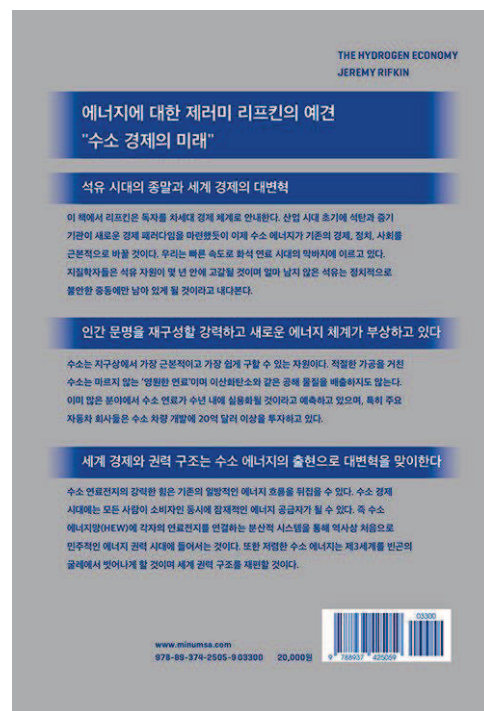 THE HYDROGEN ECONOMY
JEREMY RIFKIN
에너지에 대한 제러미 리프킨의 예견
"수소 경제의 미래"
석유 시대의 종말과 세계 경제의 대변혁
이 책에서 리프킨은 독자를 차세대 경제 체계로 안내한다. 산업 시대 초기에 석탄과 증기
기관이 새로운 경제 패러다임을 마련했듯이 이제 수소 에너지가 기존의 경제, 정치, 사회를
근본적으로 바꿀 것이다. 우리는 빠른 속도로 화석 연료 시대의 막바지에 이르고 있다.
지질학자들은 석유 자원이 몇 년 안에 고갈될 것이며 얼마 남지 않은 석유는 정치적으로
불안한 중동에만 남아 있게 될 것이라고 내다본다.
인간 문명을 재구성할 강력하고 새로운 에너지 체계가 부상하고 있다
수소는 지구상에서 가장 근본적이고 가장 쉽게 구할 수 있는 자원이다. 적절한 가공을 거친
수소는 마르지 않는 '영원한 연료'이며 이산화탄소와 같은 공해 물질을 배출하지도 않는다.
이미 많은 분야에서 수소 연료가 수년 내에 실용화될 것이라고 예측하고 있으며, 특히 주요
자동차 회사들은 수소 차량 개발에 20억 달러 이상을 투자하고 있다.
세계 경제와 권력 구조는 수소 에너지의 출현으로 대변혁을 맞이한다
수소 연료전지의 강력한 힘은 기존의 일방적인 에너지 흐름을 뒤집을 수 있다. 수소 경제
시대에는 모든 사람이 소비자인 동시에 잠재적인 에너지 공급자가 될 수 있다. 즉 수소
에너지망(HEW)에 각자의 연료전지를 연결하는 분산적 시스템을 통해 역사상 처음으로
민주적인 에너지 권력 시대에 들어서는 것이다. 또한 저렴한 수소 에너지는 제3세계를 빈곤의
굴레에서 벗어나게 할 것이며 세계 권력 구조를 재편할 것이다.
03300
www.minumsa.com
978-89-374-2505-9 03300 20,000원
9 788937 425059